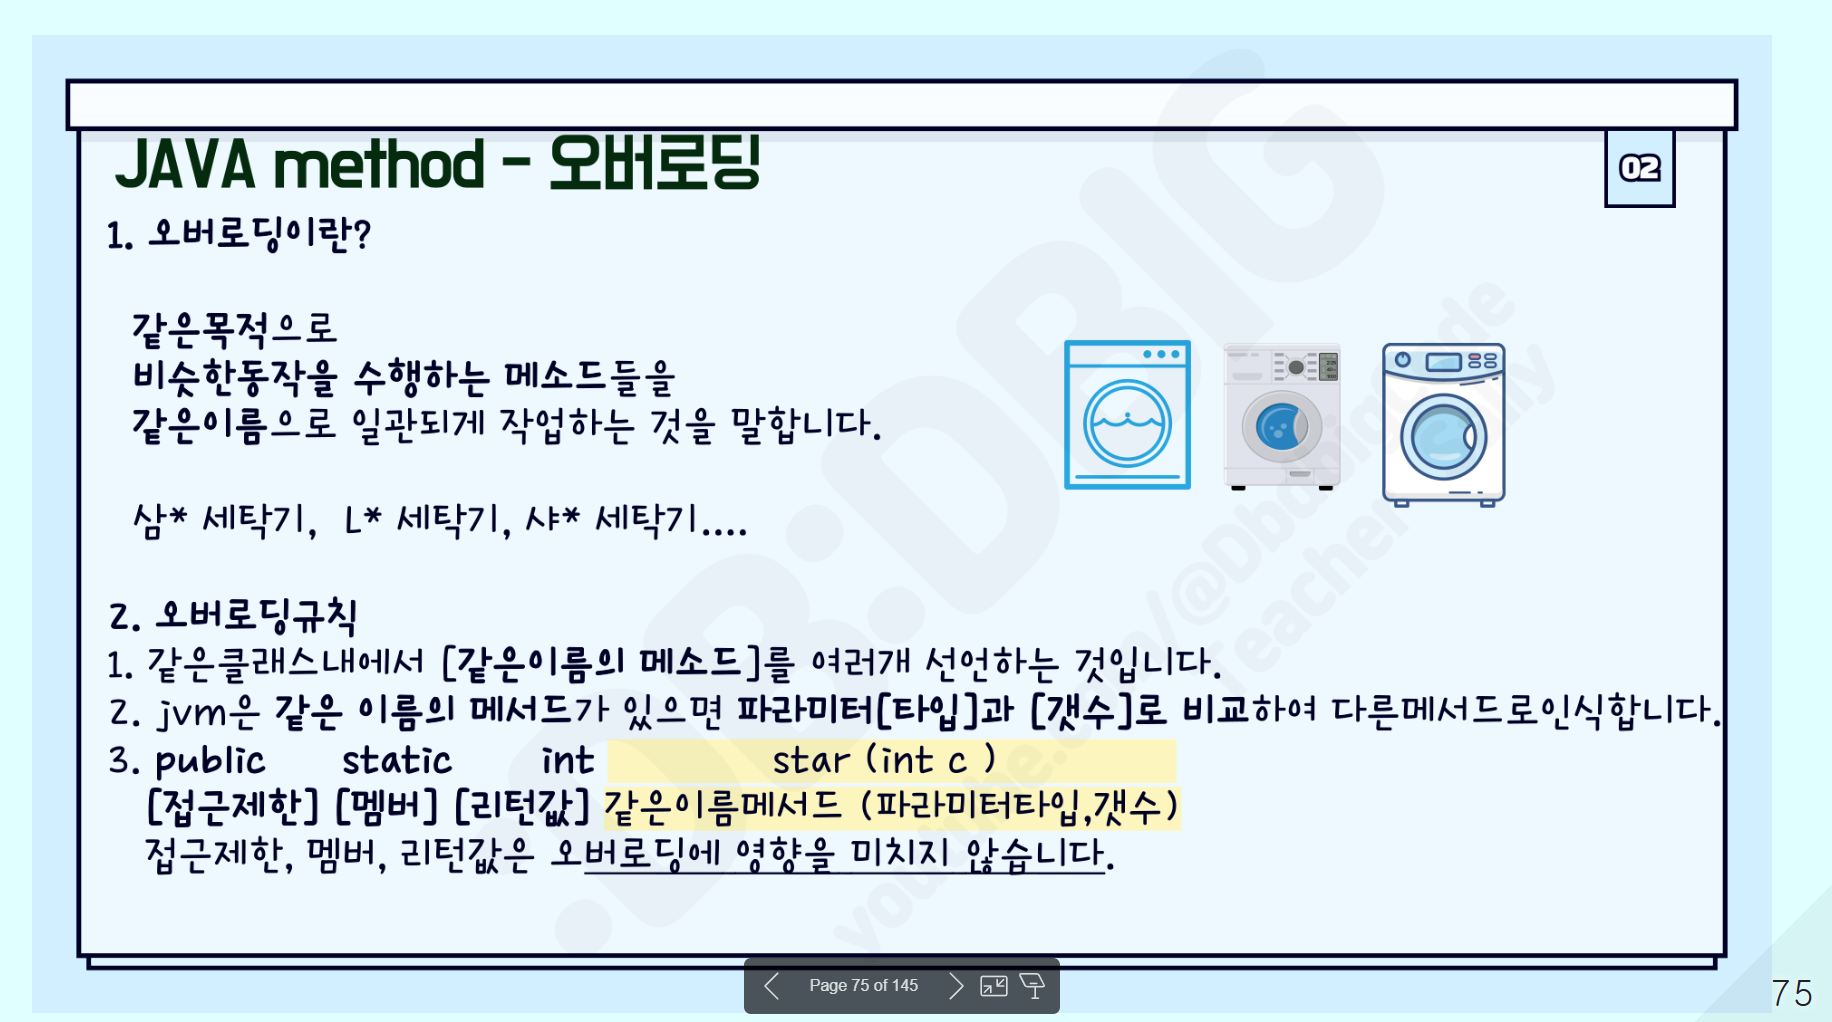 JAVA method - 오버로딩
02
1. 오버로딩이란?
같은목적으로
비슷한동작을 수행하는 메소드들을
같은이름으로 일관되게 작업하는 것을 말합니다.
삼* 세탁기, L* 세탁기, 샤* 세탁기....
2. 오버로딩규칙
1. 같은클래스내에서 [같은이름의 메소드]를 여러개 선언하는 것입니다.
2. jvm은 같은 이름의 메서드가 있으면 파라미터[타입]과 [갯수]로 비교하여 다른메서드로인식합니다.
3. public static int star (int c )
[접근제한] [멤버] [리턴값] 같은이름메서드 (파라미터타입,갯수)
접근제한, 멤버, 리턴값은 오버로딩에 영향을 미치지 않습니다.
:DB:DBIG
Page 75 of 145
75